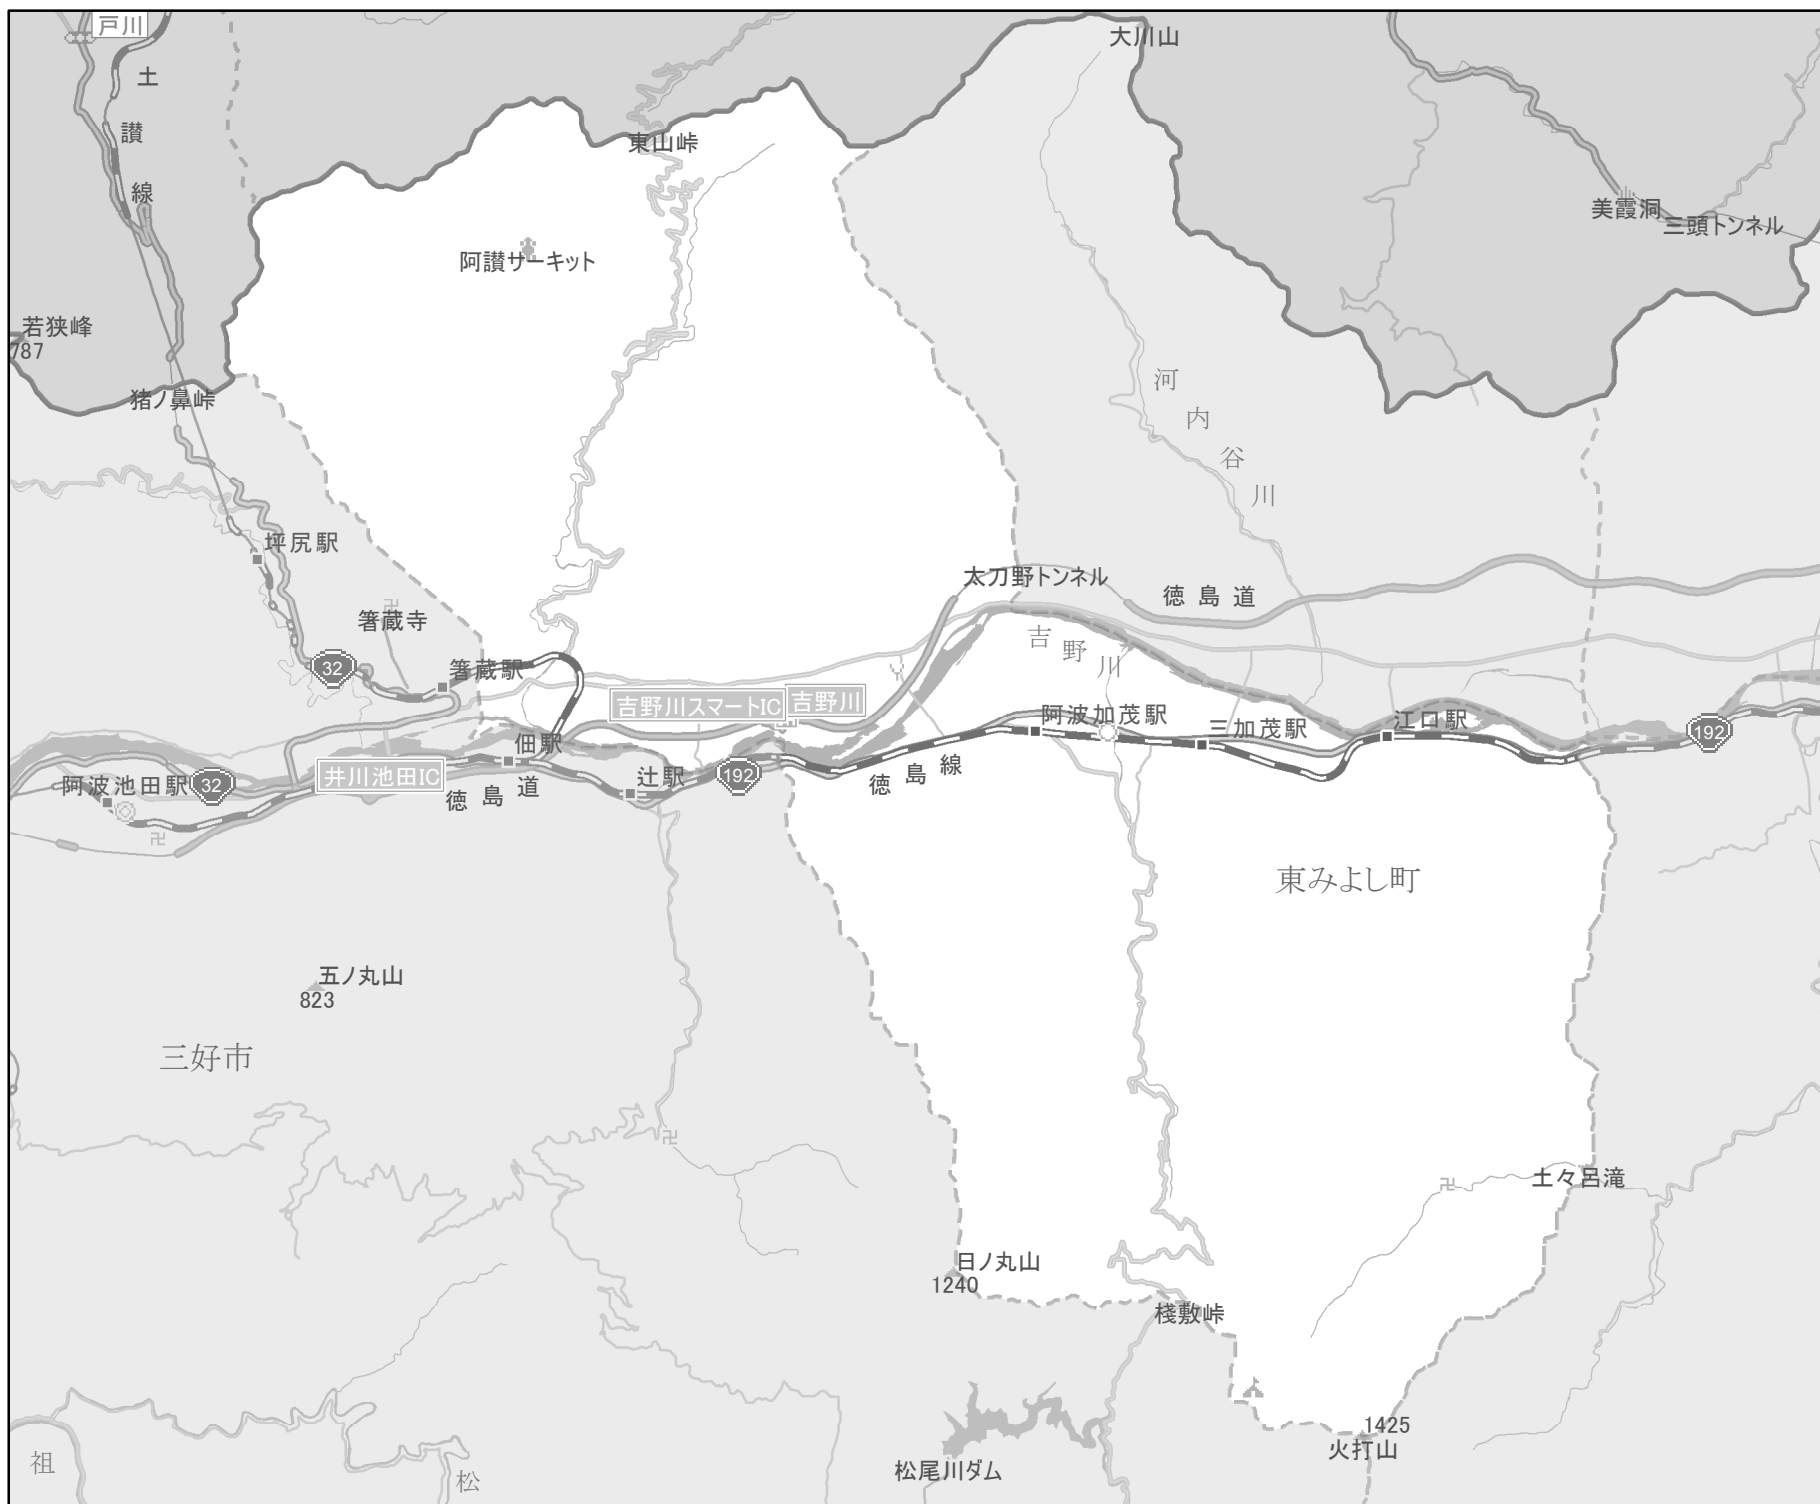 戸川
大川山
土讃線
東山峠
美霞洞
三頭トンネル
阿讃サーキット
若狭峰
787
猪ノ鼻峠
河内谷川
坪尻駅
太刀野トンネル
徳島道
箸蔵寺
吉野川
32
箸蔵駅
吉野川スマートIC
吉野川
阿波加茂駅
三加茂駅
江口駅
192
佃駅
井川池田IC
阿波池田駅
32
辻駅
192
徳島線
徳島道
東みよし町
五ノ丸山
823
三好市
土々呂滝
日ノ丸山
1240
桟敷峠
1425
火打山
祖
松
松尾川ダム